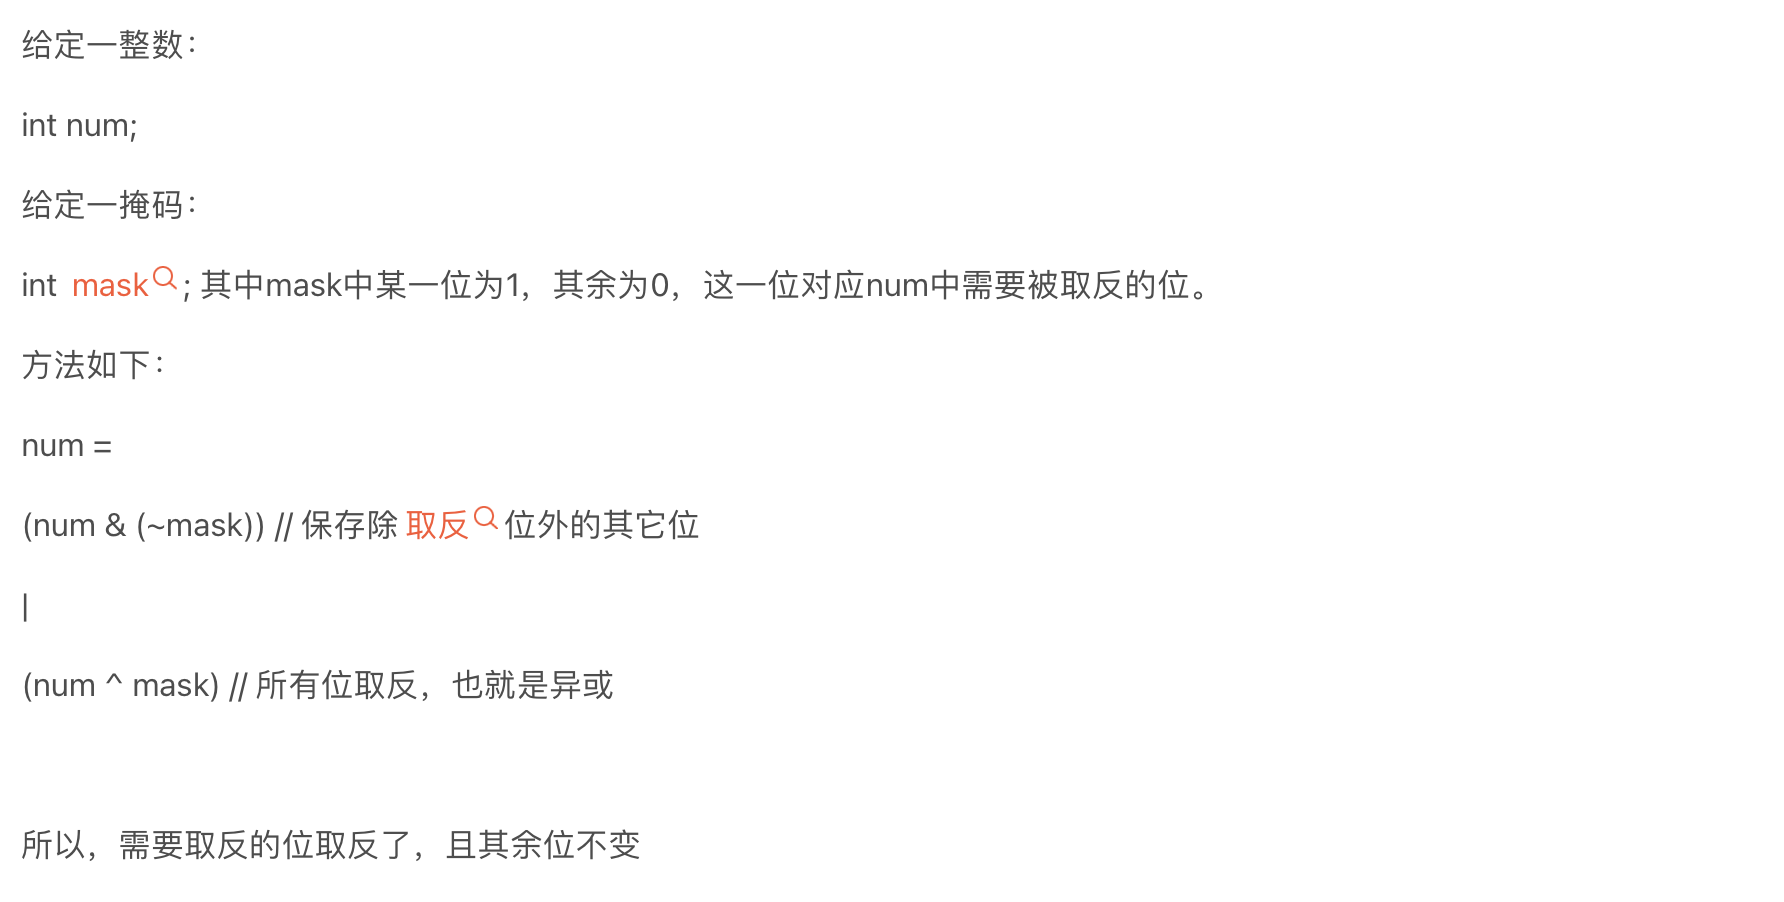 给定一整数：
int num;
给定一掩码：
int mask; 其中mask中某一位为1，其余为0，这一位对应num中需要被取反的位。
方法如下：
num =
(num & (~mask)) // 保存除 取反 位外的其它位
|
(num ^ mask) // 所有位取反，也就是异或
所以，需要取反的位取反了，且其余位不变